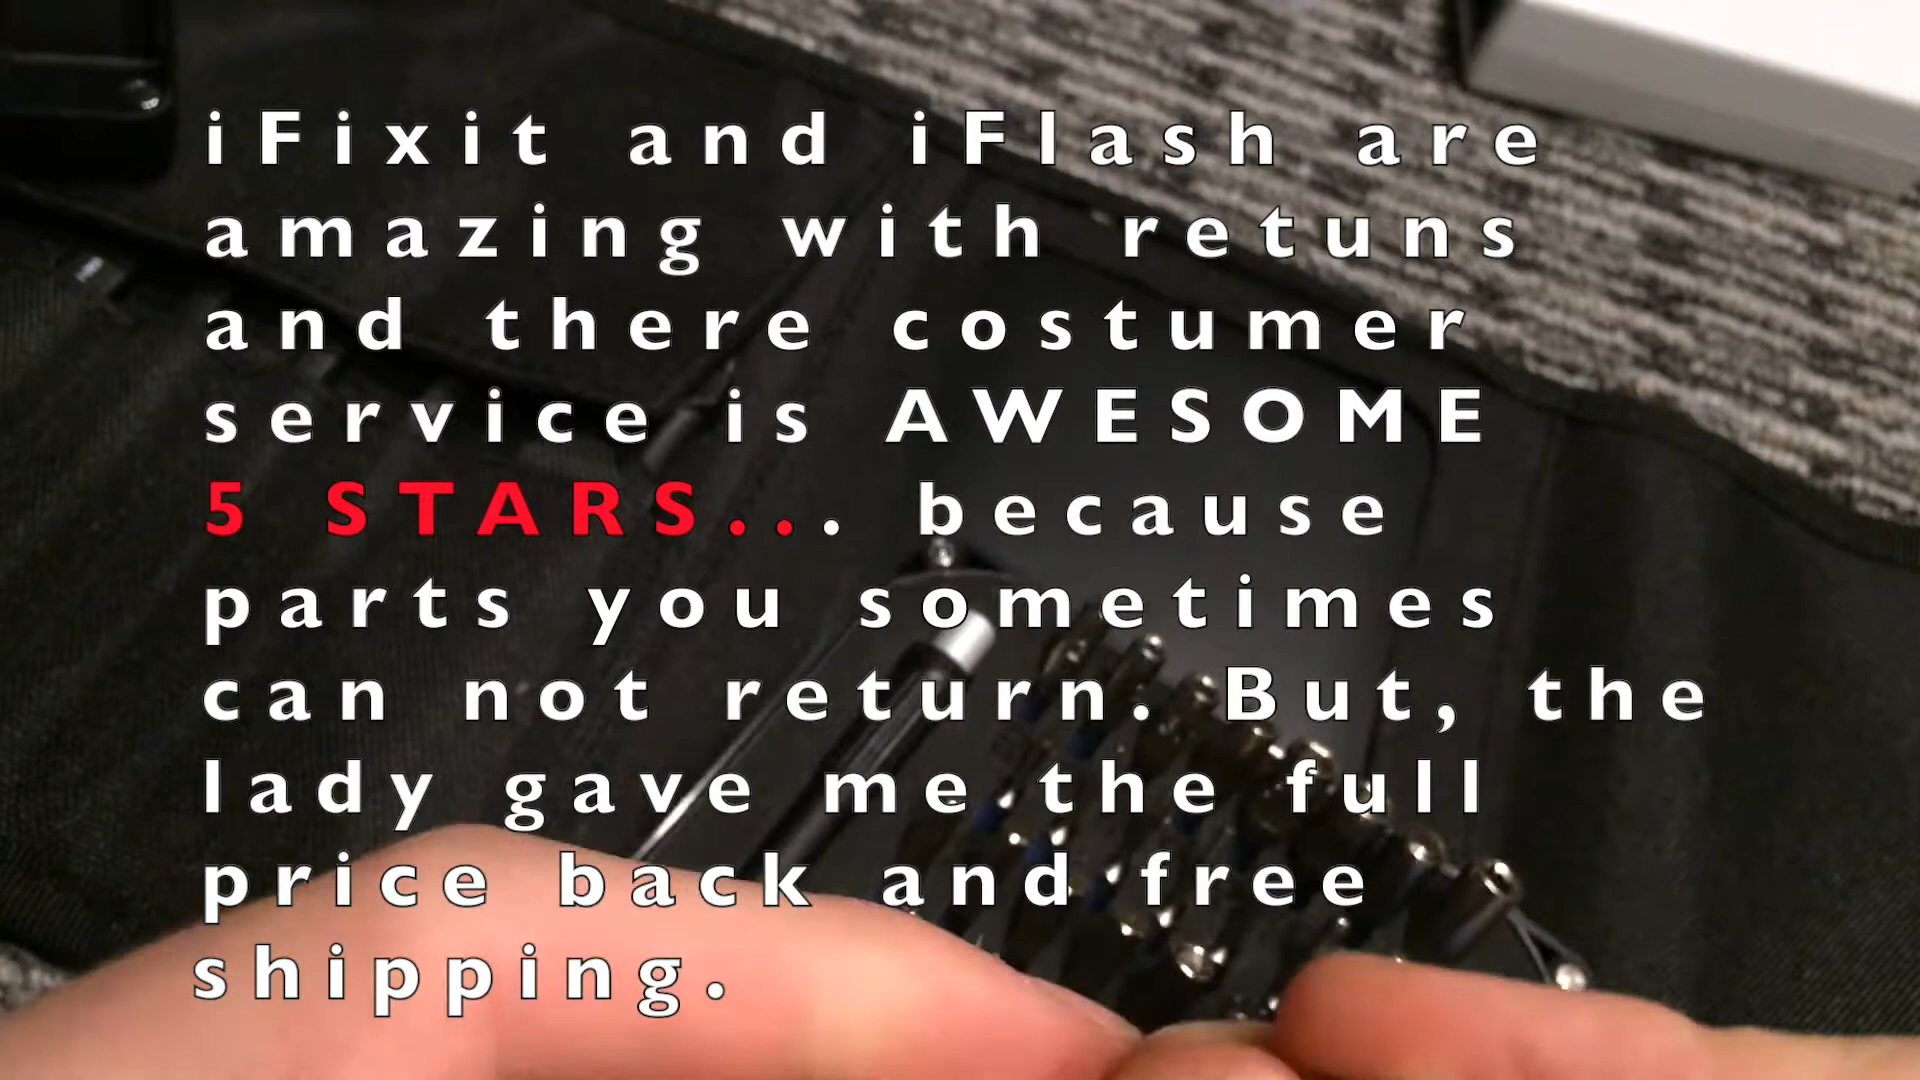 iFixit and iFlash are
amazing with retuns
and there costumer
service is AWESOME
5 STARS... because
parts you sometimes
can not return. But, the
lady gave me the full
price back and free
shipping.